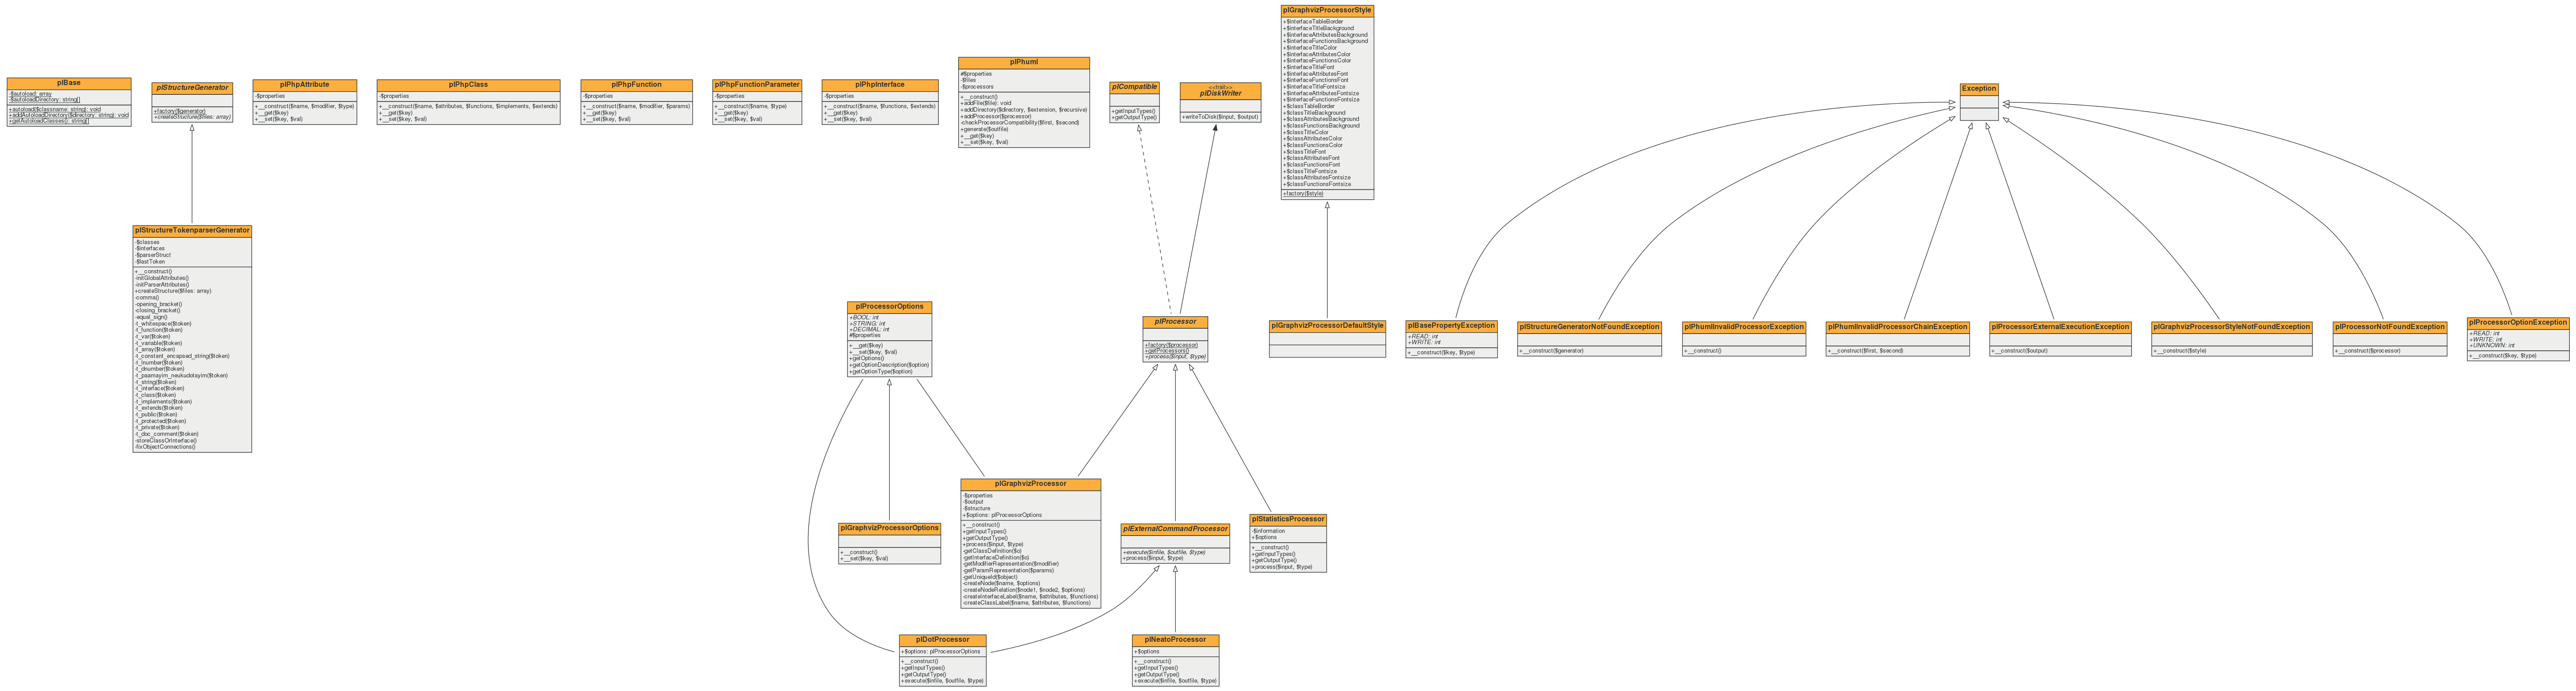 plBase
-$autoload: array
-$autoloadDirectory: string[]
+autoload($classname: string): void
+addAutoloadDirectory($directory: string): void
+getAutoloadClasses(): string[]
plStructureGenerator
+factory($generator)
+createStructure($files: array)
plPhpAttribute
-$properties
+__construct($name, $modifier, $type)
+__get($key)
+__set($key, $val)
plPhpClass
-$properties
+__construct($name, $attributes, $functions, $implements, $extends)
+__get($key)
+__set($key, $val)
plPhpFunction
-$properties
+__construct($name, $modifier, $params)
+__get($key)
+__set($key, $val)
plPhpFunctionParameter
-$properties
+__construct($name, $type)
+__get($key)
+__set($key, $val)
plPhpInterface
-$properties
+__construct($name, $functions, $extends)
+__get($key)
+__set($key, $val)
plPhuml
#$properties
-$files
-$processors
+__construct()
+addFile($file): void
+addDirectory($directory, $extension, $recursive)
+addProcessor($processor)
-checkProcessorCompatibility($first, $second)
+generate($outfile)
+__get($key)
+__set($key, $val)
plCompatible
+getInputTypes()
+getOutputType()
<<trait>>
plDiskWriter
+writeToDisk($input, $output)
plGraphvizProcessorStyle
+$interfaceTableBorder
+$interfaceTitleBackground
+$interfaceAttributesBackground
+$interfaceFunctionsBackground
+$interfaceTitleColor
+$interfaceAttributesColor
+$interfaceFunctionsColor
+$interfaceTitleFont
+$interfaceAttributesFont
+$interfaceFunctionsFont
+$interfaceTitleFontsize
+$interfaceAttributesFontsize
+$interfaceFunctionsFontsize
+$classTableBorder
+$classTitleBackground
+$classAttributesBackground
+$classFunctionsBackground
+$classTitleColor
+$classAttributesColor
+$classFunctionsColor
+$classTitleFont
+$classAttributesFont
+$classFunctionsFont
+$classTitleFontsize
+$classAttributesFontsize
+$classFunctionsFontsize
+factory($style)
Exception
plStructureTokenparserGenerator
-$classes
-$interfaces
-$parserStruct
-$lastToken
+__construct()
-initGlobalAttributes()
-initParserAttributes()
+createStructure($files: array)
-comma()
-opening_bracket()
-closing_bracket()
-equal_sign()
-t_whitespace($token)
-t_function($token)
-t_var($token)
-t_variable($token)
-t_array($token)
-t_constant_encapsed_string($token)
-t_lnumber($token)
-t_dnumber($token)
-t_paamayim_neukudotayim($token)
-t_string($token)
-t_interface($token)
-t_class($token)
-t_implements($token)
-t_extends($token)
-t_public($token)
-t_protected($token)
-t_private($token)
-t_doc_comment($token)
-storeClassOrInterface()
-fixObjectConnections()
plProcessorOptions
+BOOL: int
+STRING: int
+DECIMAL: int
#$properties
+__get($key)
+__set($key, $val)
+getOptions()
+getOptionDescription($option)
+getOptionType($option)
plProcessor
+factory($processor)
+getProcessors()
+process($input, $type)
plGraphvizProcessorDefaultStyle
plBasePropertyException
+READ: int
+WRITE: int
+__construct($key, $type)
plStructureGeneratorNotFoundException
+__construct($generator)
plPhumlInvalidProcessorException
+__construct()
plPhumlInvalidProcessorChainException
+__construct($first, $second)
plProcessorExternalExecutionException
+__construct($output)
plGraphvizProcessorStyleNotFoundException
+__construct($style)
plProcessorNotFoundException
+__construct($processor)
plProcessorOptionException
+READ: int
+WRITE: int
+UNKNOWN: int
+__construct($key, $type)
plGraphvizProcessorOptions
+__construct()
+__set($key, $val)
plGraphvizProcessor
-$properties
-$output
-$structure
+$options: plProcessorOptions
+__construct()
+getInputTypes()
+getOutputType()
+process($input, $type)
-getClassDefinition($o)
-getInterfaceDefinition($o)
-getModifierRepresentation($modifier)
-getParamRepresentation($params)
-getUniqueId($object)
-createNode($name, $options)
-createNodeRelation($node1, $node2, $options)
-createInterfaceLabel($name, $attributes, $functions)
-createClassLabel($name, $attributes, $functions)
plExternalCommandProcessor
+execute($infile, $outfile, $type)
+process($input, $type)
plStatisticsProcessor
-$information
+$options
+__construct()
+getInputTypes()
+getOutputType()
+process($input, $type)
plDotProcessor
+$options: plProcessorOptions
+__construct()
+getInputTypes()
+getOutputType()
+execute($infile, $outfile, $type)
plNeatoProcessor
+$options
+__construct()
+getInputTypes()
+getOutputType()
+execute($infile, $outfile, $type)